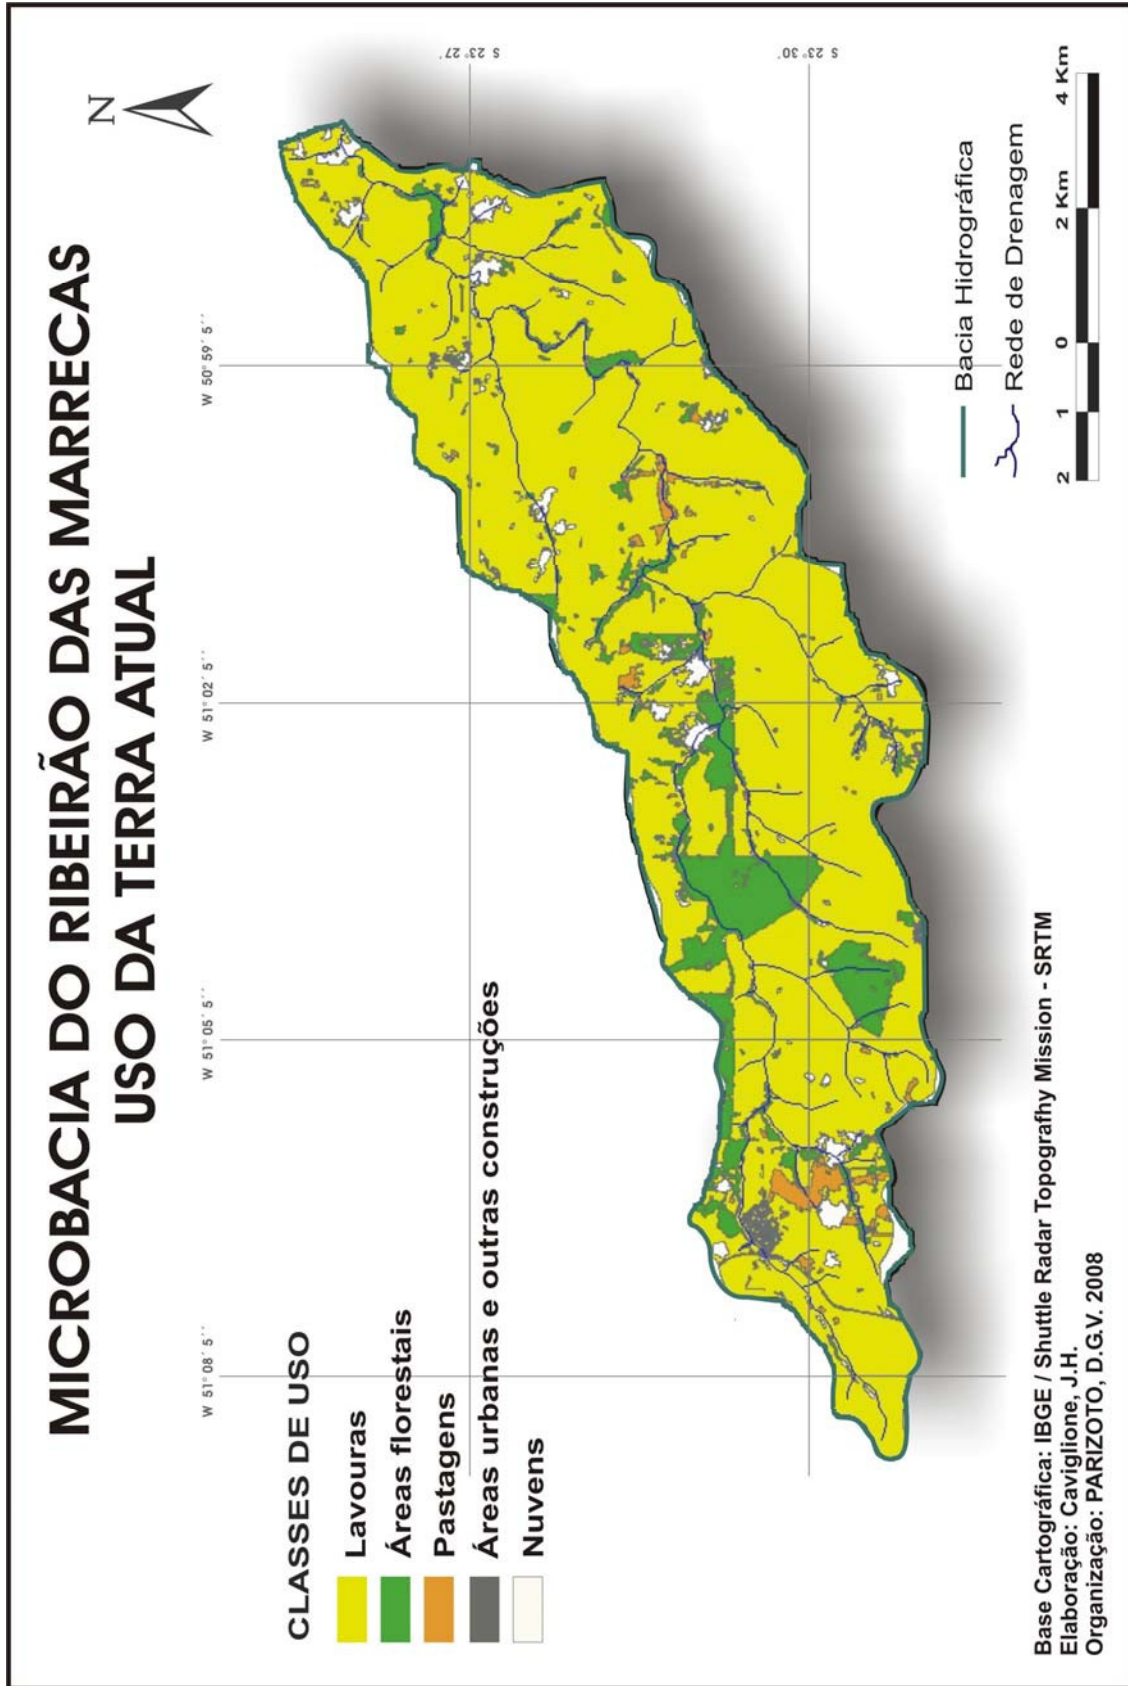 MICROBACIA DO RIBEIRÃO DAS MARRECAS
USO DA TERRA ATUAL
N
W 51° 08´ 5´´
W 51° 05´ 5´´
W 51° 02´ 5´´
W 50° 59´ 5´´
S 23° 27´
S 23° 30´
CLASSES DE USO
Lavouras
Áreas florestais
Pastagens
Áreas urbanas e outras construções
Nuvens
Bacia Hidrográfica
Rede de Drenagem
2 1 0 2 Km 4 Km
Base Cartográfica: IBGE / Shuttle Radar Topografhy Mission - SRTM
Elaboração: Caviglione, J.H.
Organização: PARIZOTO, D.G.V. 2008